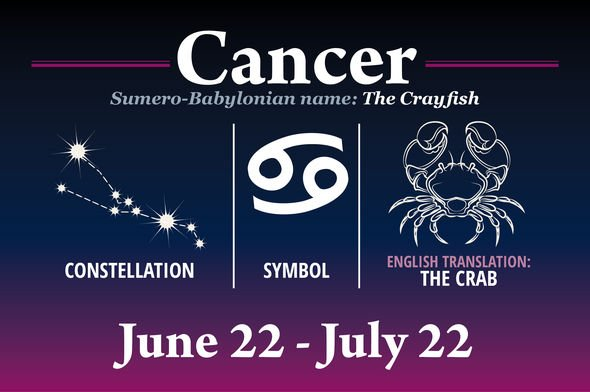 Cancer
Sumero-Babylonian name: The Crayfish
CONSTELLATION
SYMBOL
ENGLISH TRANSLATION:
THE CRAB
June 22 - July 22